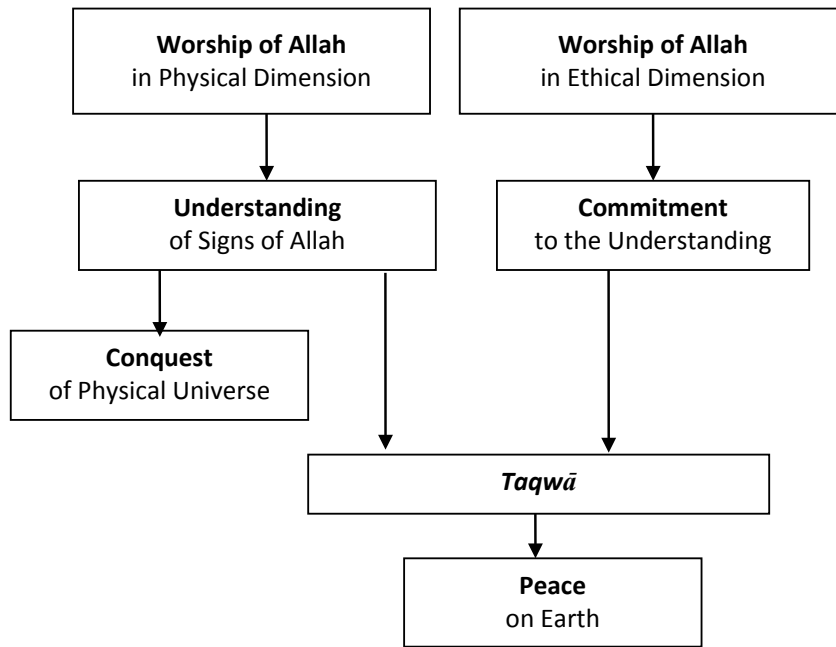 Worship of Allah
in Physical Dimension
Worship of Allah
in Ethical Dimension
Understanding
of Signs of Allah
Commitment
to the Understanding
Conquest
of Physical Universe
Taqwā
Peace
on Earth